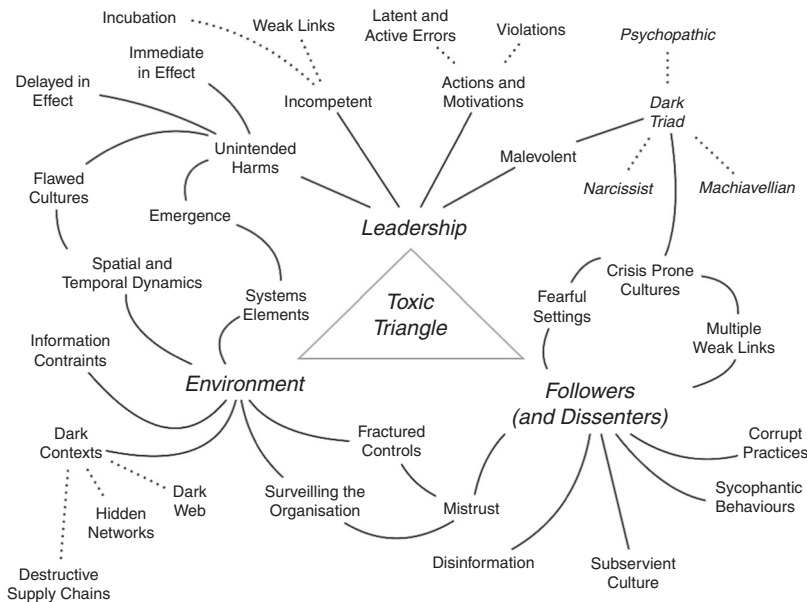 Incubation
Weak Links
Latent and
Active Errors
Violations
Psychopathic
Immediate
in Effect
Delayed in
Effect
Incompetent
Actions and
Motivations
Dark
Triad
Unintended
Harms
Malevolent
Flawed
Cultures
Narcissist
Machiavellian
Emergence
Leadership
Spatial and
Temporal Dynamics
Systems
Elements
Toxic
Triangle
Fearful
Settings
Crisis Prone
Cultures
Information
Contraints
Multiple
Weak Links
Environment
Followers
(and Dissenters)
Dark
Contexts
Fractured
Controls
Corrupt
Practices
Dark
Web
Surveilling the
Organisation
Mistrust
Sycophantic
Behaviours
Hidden
Networks
Disinformation
Subservient
Culture
Destructive
Supply Chains